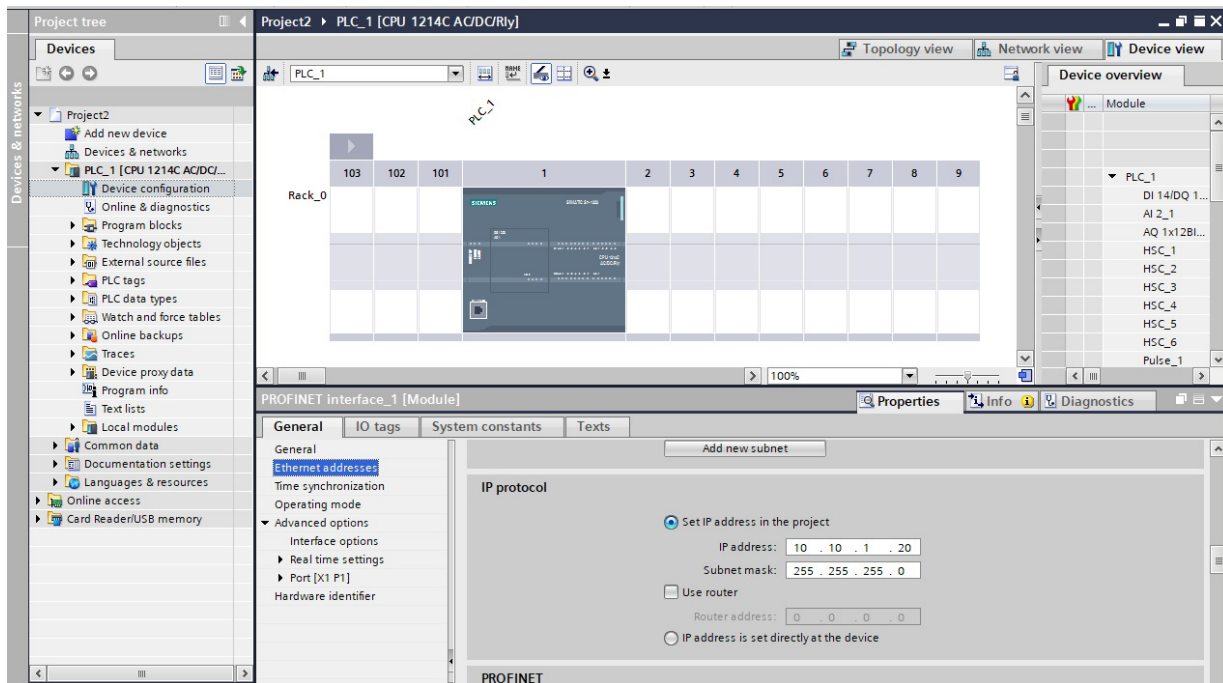 Project tree
Project2 ▸ PLC_1 [CPU 1214C AC/DC/Rly]
Devices
Topology view
Network view
Device view
PLC_1
Device overview
Devices & networks
... Module
Project2
Add new device
Devices & networks
PLC_1 [CPU 1214C AC/DC/...
Device configuration
Online & diagnostics
Program blocks
Technology objects
External source files
PLC tags
PLC data types
Watch and force tables
Online backups
Traces
Device proxy data
Program info
Text lists
Local modules
Common data
Documentation settings
Languages & resources
Online access
Card Reader/USB memory
PLC_1
103 102 101 1 2 3 4 5 6 7 8 9
Rack_0
SIEMENS
PLC_1
DI 14/DQ 1...
AI 2_1
AQ 1x12BI...
HSC_1
HSC_2
HSC_3
HSC_4
HSC_5
HSC_6
Pulse_1
100%
PROFINET interface_1 [Module]
Properties
Info
Diagnostics
General
IO tags
System constants
Texts
General
Ethernet addresses
Time synchronization
Operating mode
Advanced options
Interface options
Real time settings
Port [X1 P1]
Hardware identifier
Add new subnet
IP protocol
Set IP address in the project
IP address: 10 . 10 . 1 . 20
Subnet mask: 255 . 255 . 255 . 0
Use router
Router address: 0 . 0 . 0 . 0
IP address is set directly at the device
PROFINET